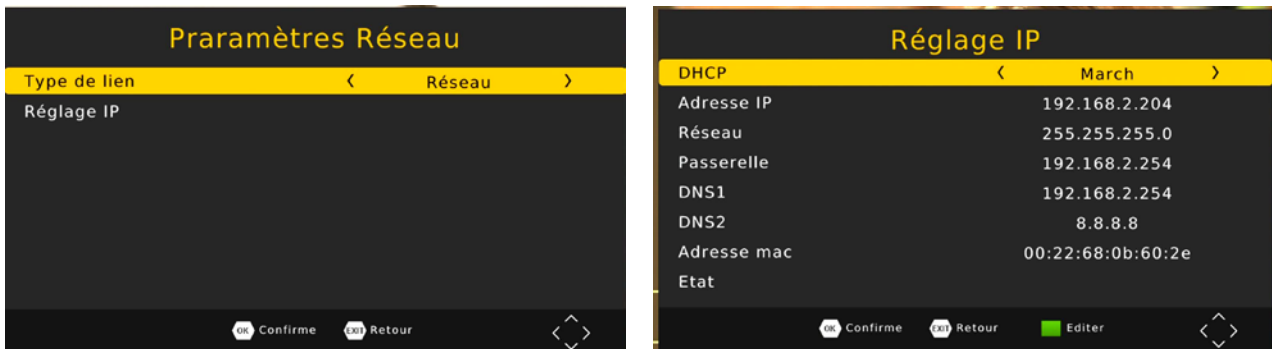 Praramètres Réseau
Type de lien < Réseau >
Réglage IP
OK Confirme EXIT Retour
Réglage IP
DHCP < March >
Adresse IP 192.168.2.204
Réseau 255.255.255.0
Passerelle 192.168.2.254
DNS1 192.168.2.254
DNS2 8.8.8.8
Adresse mac 00:22:68:0b:60:2e
Etat
OK Confirme EXIT Retour Editer